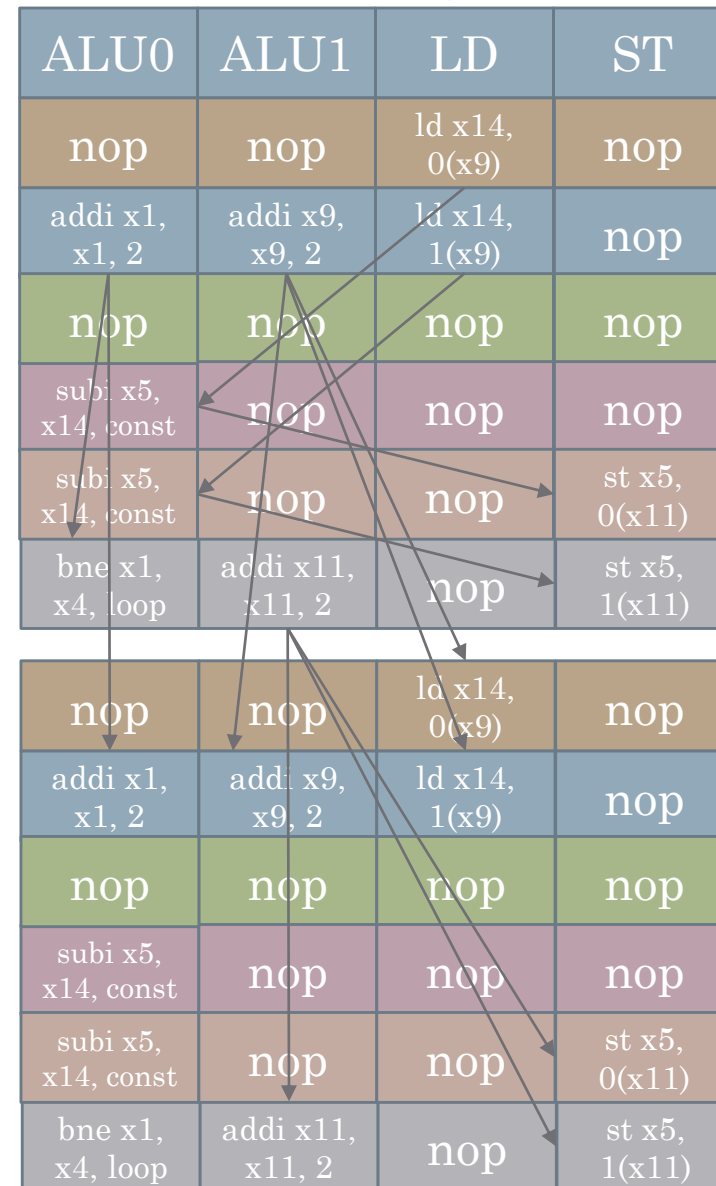 ALU0 ALU1 LD ST
nop nop ld x14, nop
0(x9)
addi x1, addi x9, ld x14, nop
x1, 2 x9, 2 1(x9)
nop nop nop nop
subi x5, nop nop nop
x14, const
subi x5, nop nop st x5,
x14, const 0(x11)
bne x1, addi x11, nop st x5,
x4, loop x11, 2 1(x11)
nop nop ld x14, nop
0(x9)
addi x1, addi x9, ld x14, nop
x1, 2 x9, 2 1(x9)
nop nop nop nop
subi x5, nop nop nop
x14, const
subi x5, nop nop st x5,
x14, const 0(x11)
bne x1, addi x11, nop st x5,
x4, loop x11, 2 1(x11)